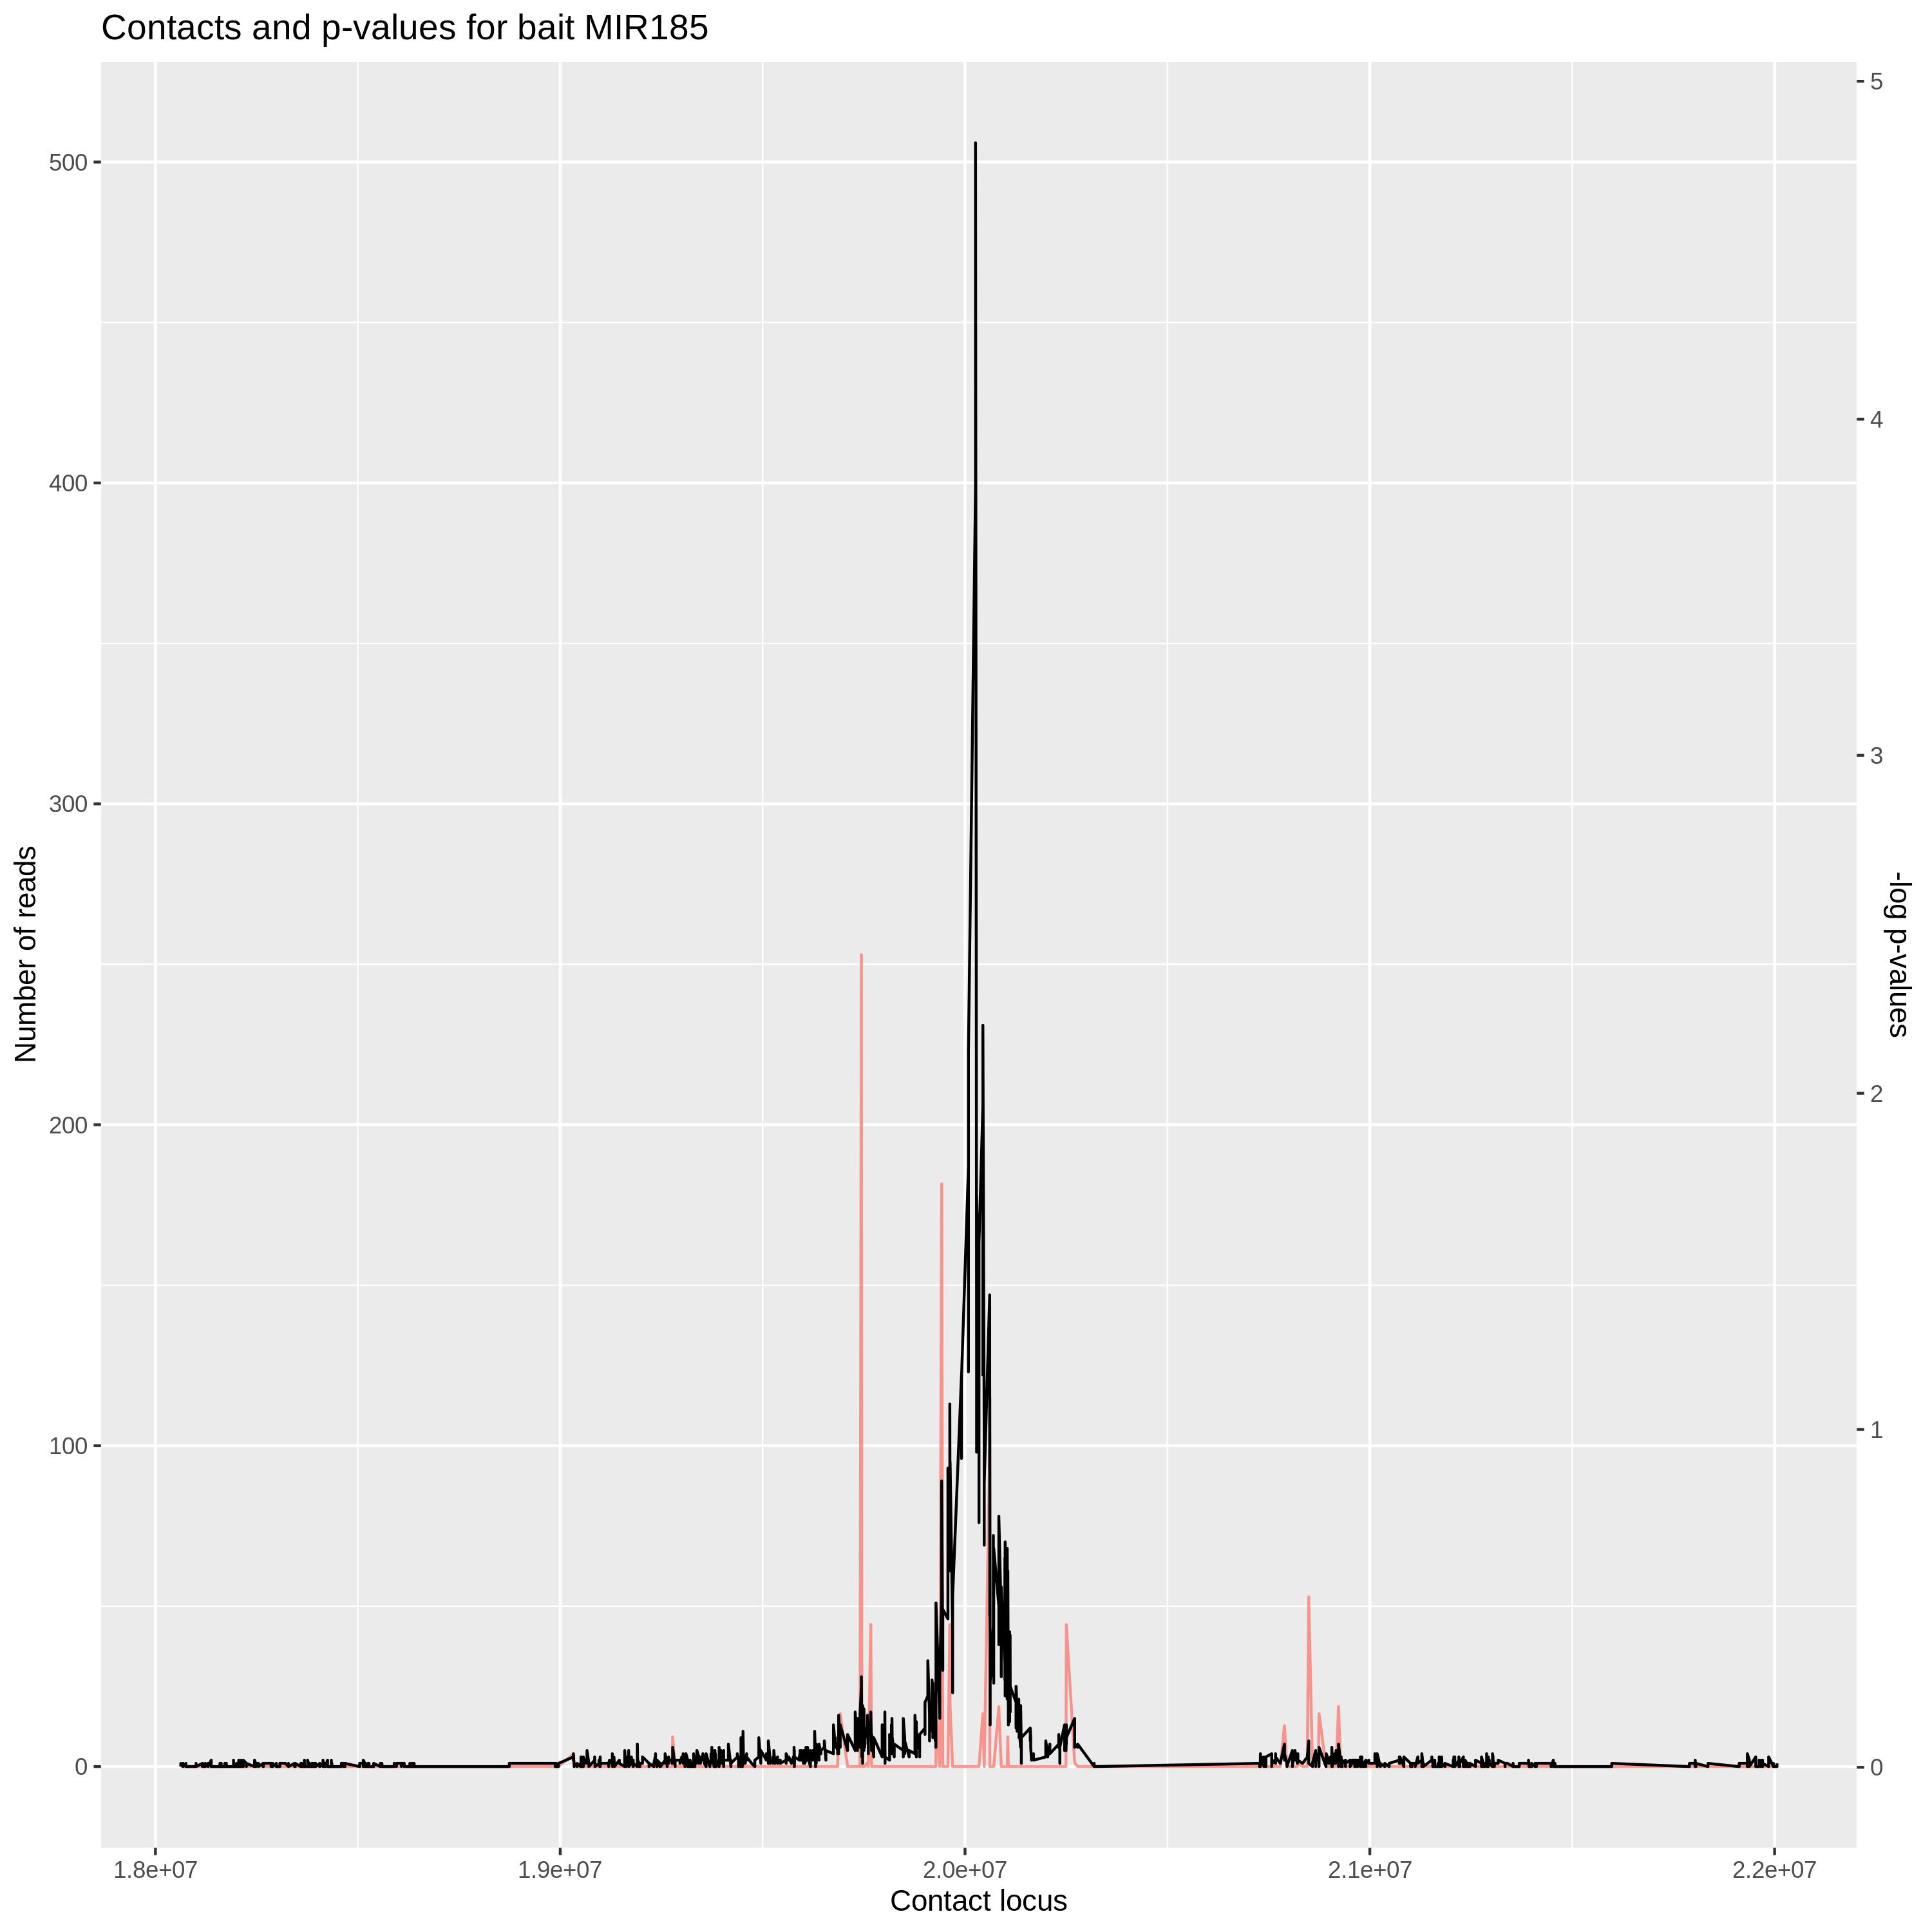 Contacts and p-values for bait MIR185
5
500
4
400
3
300
Number of reads
-log p-values
2
200
1
100
0
0
1.8e+07 1.9e+07 2.0e+07 2.1e+07 2.2e+07
Contact locus